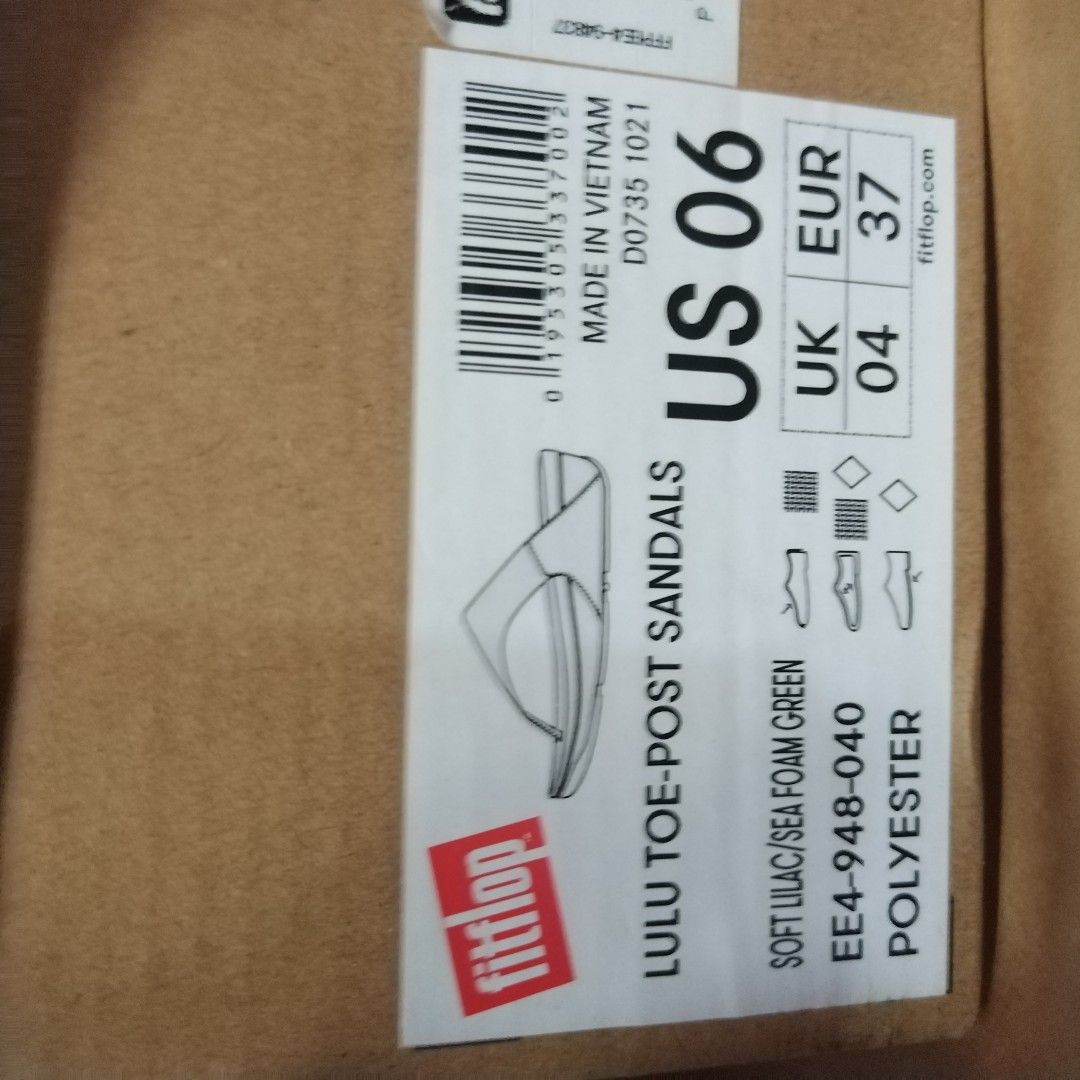 fitflop
LULU TOE-POST SANDALS
SOFT LILAC/SEA FOAM GREEN
EE4-948-040
POLYESTER
0 195305 337002
MADE IN VIETNAM
D0735 1021
US 06
UK EUR
04 37
fitflop.com
P